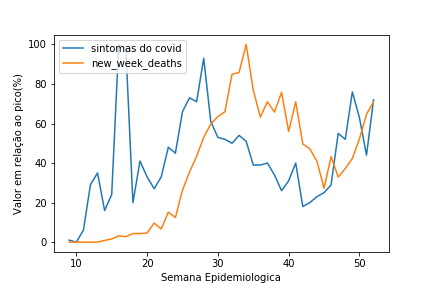 100
80
60
40
20
0
Valor em relação ao pico(%)
sintomas do covid
new_week_deaths
10
20
30
40
50
Semana Epidemiologica